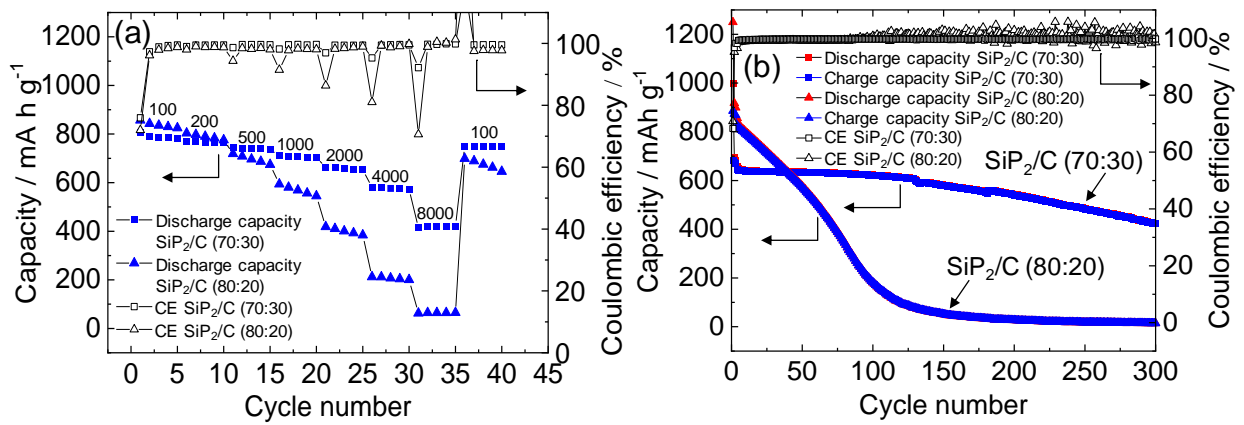 (a)
1200
1000
800
600
400
200
0
Capacity / mA h g⁻¹
100
200
500
1000
2000
4000
8000
100
Discharge capacity
SiP₂/C (70:30)
Discharge capacity
SiP₂/C (80:20)
CE SiP₂/C (70:30)
CE SiP₂/C (80:20)
0 5 10 15 20 25 30 35 40 45
Cycle number
100
80
60
40
20
0
Coulombic efficiency / %
(b)
1200
1000
800
600
400
200
0
Capacity / mAh g⁻¹
Discharge capacity SiP₂/C (70:30)
Charge capacity SiP₂/C (70:30)
Discharge capacity SiP₂/C (80:20)
Charge capacity SiP₂/C (80:20)
CE SiP₂/C (70:30)
CE SiP₂/C (80:20)
SiP₂/C (70:30)
SiP₂/C (80:20)
0 50 100 150 200 250 300
Cycle number
100
80
60
40
20
0
Coulombic efficiency / %